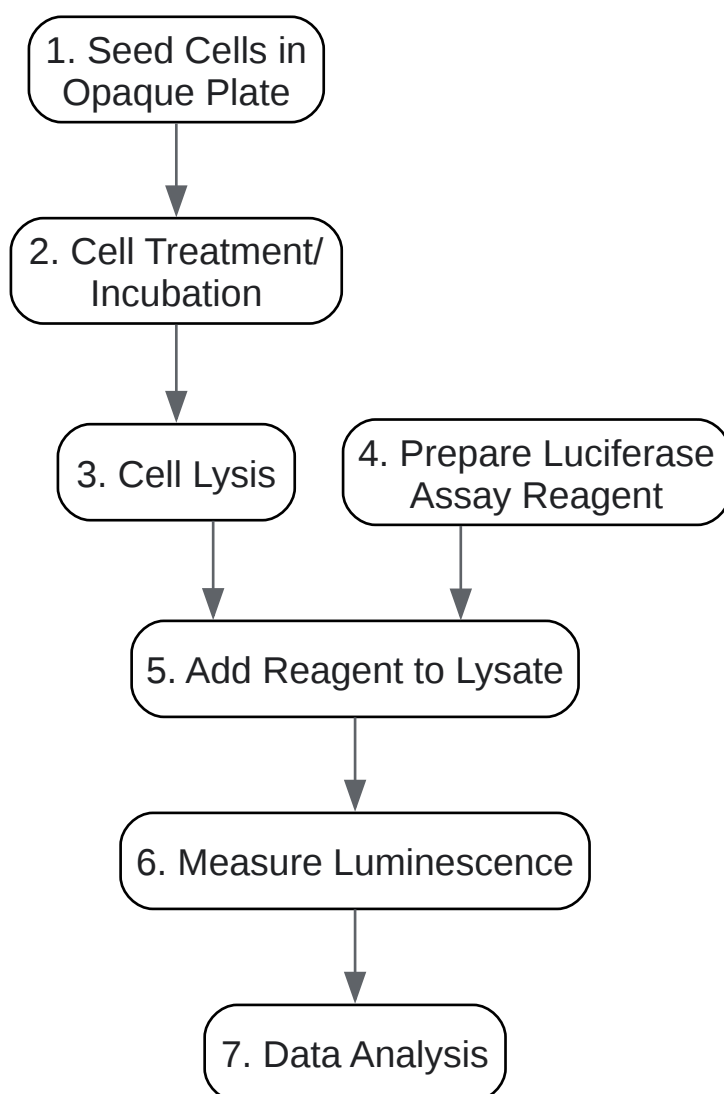 1. Seed Cells in
Opaque Plate
2. Cell Treatment/
Incubation
3. Cell Lysis
4. Prepare Luciferase
Assay Reagent
5. Add Reagent to Lysate
6. Measure Luminescence
7. Data Analysis